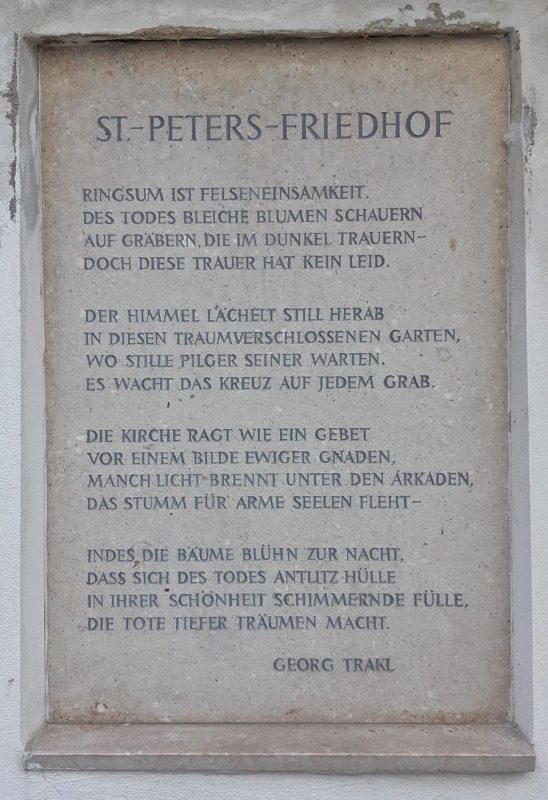 ST.-PETERS-FRIEDHOF
RINGSUM IST FELSENEINSAMKEIT.
DES TODES BLEICHE BLUMEN SCHAUERN
AUF GRÄBERN, DIE IM DUNKEL TRAUERN-
DOCH DIESE TRAUER HAT KEIN LEID.
DER HIMMEL LÄCHELT STILL HERAB
IN DIESEN TRAUMVERSCHLOSSENEN GARTEN,
WO STILLE PILGER SEINER WARTEN.
ES WACHT DAS KREUZ AUF JEDEM GRAB.
DIE KIRCHE RAGT WIE EIN GEBET
VOR EINEM BILDE EWIGER GNADEN,
MANCH LICHT BRENNT UNTER DEN ARKADEN,
DAS STUMM FÜR ARME SEELEN FLEHT-
INDES DIE BÄUME BLÜHN ZUR NACHT,
DASS SICH DES TODES ANTLITZ HÜLLE
IN IHRER SCHÖNHEIT SCHIMMERNDE FÜLLE,
DIE TOTE TIEFER TRÄUMEN MACHT.
GEORG TRAKL